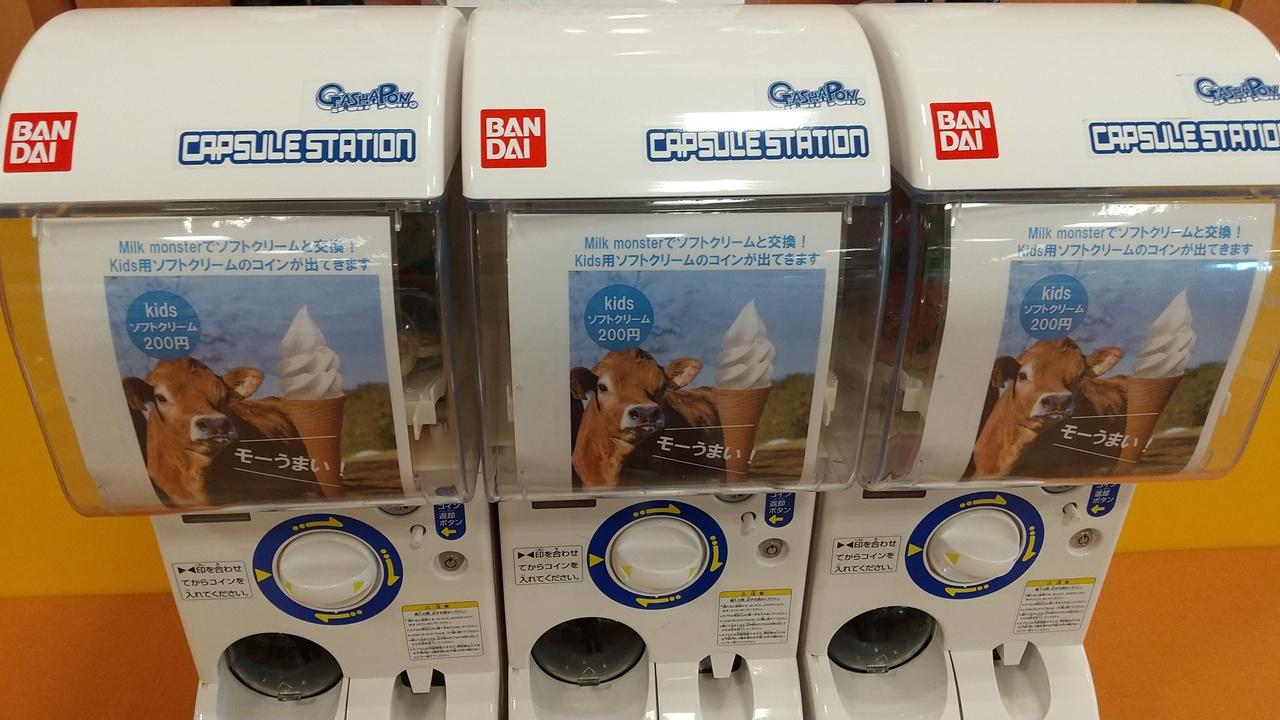 BAN
DAI
GASHAPON
CAPSULE STATION
Milk monsterでソフトクリームと交換！
Kids用ソフトクリームのコインが出てきます
kids
ソフトクリーム
200円
モーうまい！
コイン
返却
ボタン
▶◀印を合わせ
てからコインを
入れてください。
注意
BAN
DAI
GASHAPON
CAPSULE STATION
Milk monsterでソフトクリームと交換！
Kids用ソフトクリームのコインが出てきます
kids
ソフトクリーム
200円
モーうまい！
コイン
返却
ボタン
▶◀印を合わせ
てからコインを
入れてください。
注意
BAN
DAI
GASHAPON
CAPSULE STATIO
Milk monsterでソフトクリームと交換！
Kids用ソフトクリームのコインが出てきます
kids
ソフトクリーム
200円
モーうまい！
コイン
返却
ボタン
▶◀印を合わせ
てからコインを
入れてください。
注意